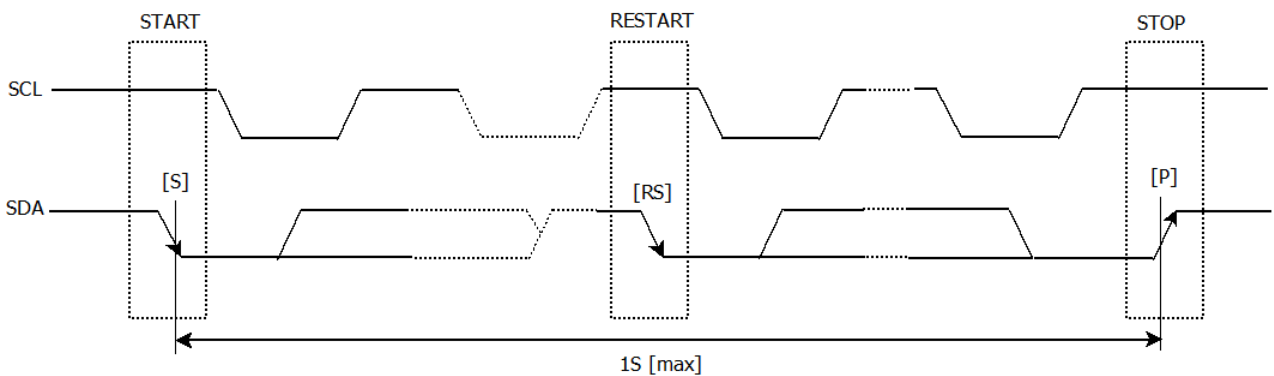 START RESTART STOP
SCL
[S] [RS] [P]
SDA
1S [max]